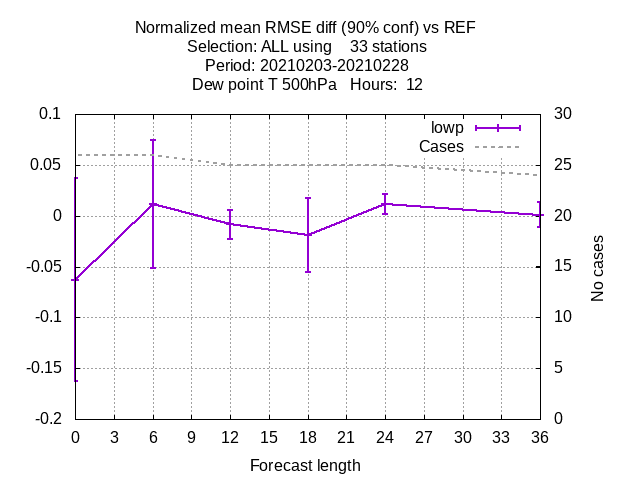 Normalized mean RMSE diff (90% conf) vs REF
Selection: ALL using    33 stations
Period: 20210203-20210228
Dew point T 500hPa   Hours:  12
0.1
0.05
0
-0.05
-0.1
-0.15
-0.2
lowp
Cases
30
25
20
15
10
5
0
No cases
0 3 6 9 12 15 18 21 24 27 30 33 36
Forecast length